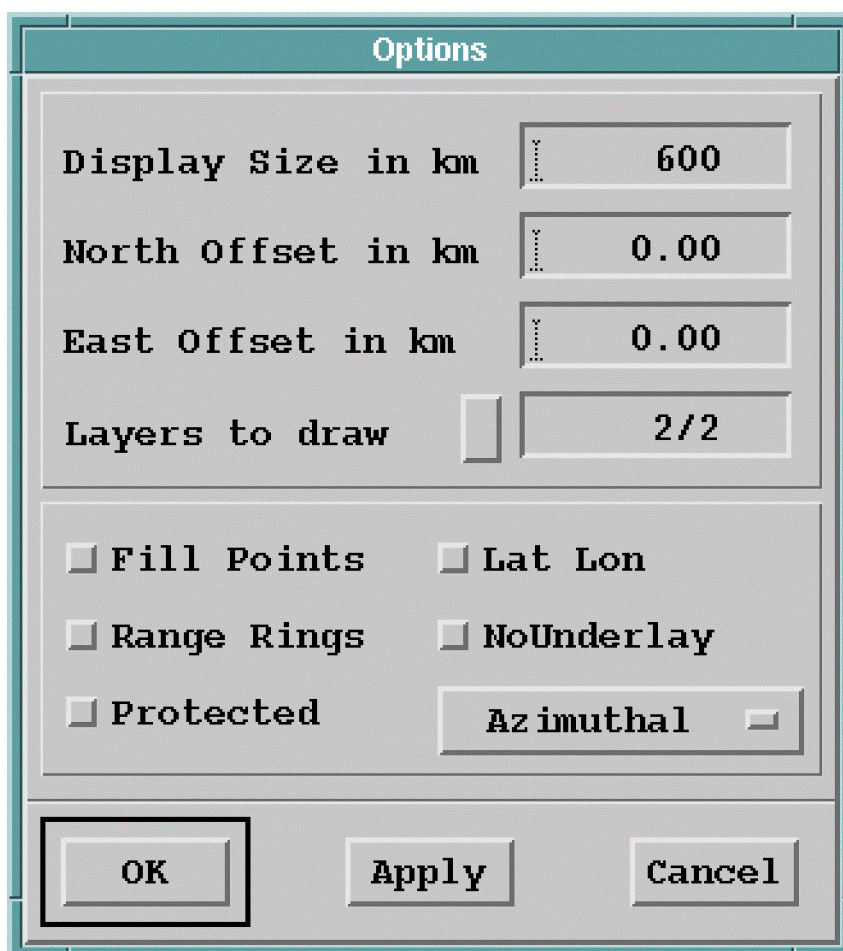 Options
Display Size in km 600
North Offset in km 0.00
East Offset in km 0.00
Layers to draw 2/2
Fill Points Lat Lon
Range Rings NoUnderlay
Protected Azimuthal
OK Apply Cancel